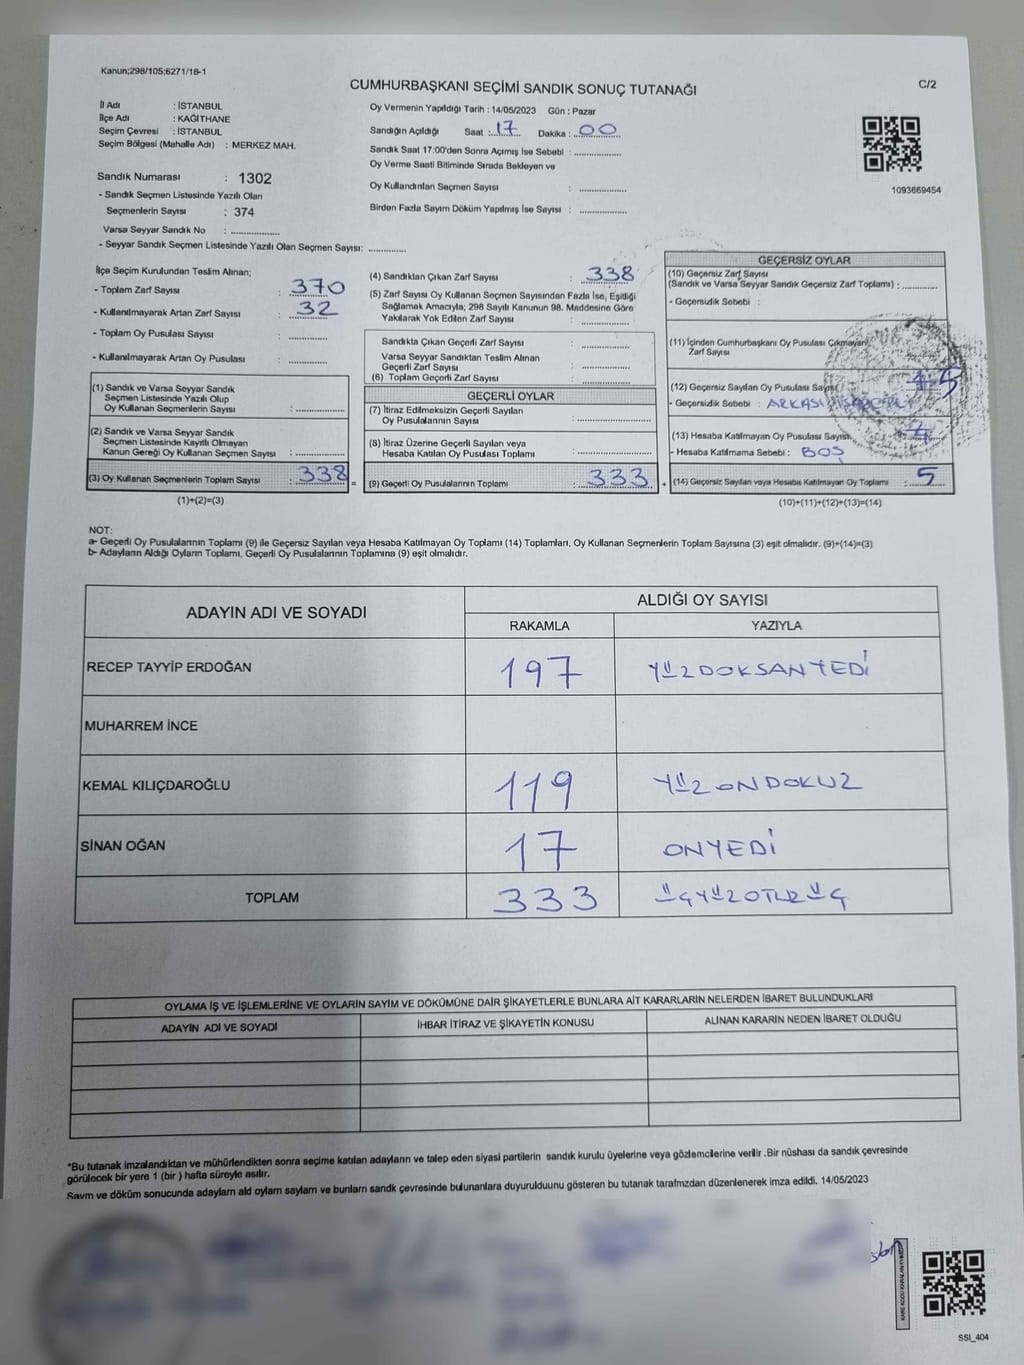 Kanun;298/105;6271/18-1
CUMHURBAŞKANI SEÇİMİ SANDIK SONUÇ TUTANAĞI
C/2
İl Adı : İSTANBUL
İlçe Adı : KAĞITHANE
Seçim Çevresi : İSTANBUL
Seçim Bölgesi (Mahalle Adı) : MERKEZ MAH.
Oy Vermenin Yapıldığı Tarih : 14/05/2023 Gün : Pazar
Sandığın Açıldığı Saat : 17 Dakika : 00
Sandık Saat 17:00'den Sonra Açımış İse Sebebi :
Oy Verme Saati Bitiminde Sırada Bekleyen ve
Oy Kullandırılan Seçmen Sayısı :
Birden Fazla Sayım Döküm Yapılmış İse Sayısı :
1093669454
Sandık Numarası : 1302
- Sandık Seçmen Listesinde Yazılı Olan
Seçmenlerin Sayısı : 374
Varsa Seyyar Sandık No :
- Seyyar Sandık Seçmen Listesinde Yazılı Olan Seçmen Sayısı:
İlçe Seçim Kurulundan Teslim Alınan;
- Toplam Zarf Sayısı : 370
- Kullanılmayarak Artan Zarf Sayısı : 32
- Toplam Oy Pusulası Sayısı :
- Kullanılmayarak Artan Oy Pusulası :
(1) Sandık ve Varsa Seyyar Sandık
Seçmen Listesinde Yazılı Olup
Oy Kullanan Seçmenlerin Sayısı :
(2) Sandık ve Varsa Seyyar Sandık
Seçmen Listesinde Kayıtlı Olmayan
Kanun Gereği Oy Kullanan Seçmen Sayısı :
(3) Oy Kullanan Seçmenlerin Toplam Sayısı : 338
(1)+(2)=(3)
(4) Sandıktan Çıkan Zarf Sayısı : 338
(5) Zarf Sayısı Oy Kullanan Seçmen Sayısından Fazla İse, Eşitliği
Sağlamak Amacıyla; 298 Sayılı Kanunun 98. Maddesine Göre
Yakılarak Yok Edilen Zarf Sayısı :
Sandıkta Çıkan Geçerli Zarf Sayısı :
Varsa Seyyar Sandıktan Teslim Alınan
Geçerli Zarf Sayısı :
(6) Toplam Geçerli Zarf Sayısı :
GEÇERLİ OYLAR
(7) İtiraz Edilmeksizin Geçerli Sayılan
Oy Pusulalarının Sayısı :
(8) İtiraz Üzerine Geçerli Sayılan veya
Hesaba Katılan Oy Pusulası Toplamı :
= (9) Geçerli Oy Pusulalarının Toplamı : 333
GEÇERSİZ OYLAR
(10) Geçersiz Zarf Sayısı
(Sandık ve Varsa Seyyar Sandık Geçersiz Zarf Toplamı) :
- Geçersizlik Sebebi :
(11) İçinden Cumhurbaşkanı Oy Pusulası Çıkmayan
Zarf Sayısı
(12) Geçersiz Sayılan Oy Pusulası Sayısı 5
- Geçersizlik Sebebi : ARKASI
(13) Hesaba Katılmayan Oy Pusulası Sayısı
- Hesaba Katılmama Sebebi : BOŞ
+ (14) Geçersiz Sayılan veya Hesaba Katılmayan Oy Toplamı : 5
(10)+(11)+(12)+(13)=(14)
NOT:
a- Geçerli Oy Pusulalarının Toplamı (9) ile Geçersiz Sayılan veya Hesaba Katılmayan Oy Toplamı (14) Toplamları, Oy Kullanan Seçmenlerin Toplam Sayısına (3) eşit olmalıdır. (9)+(14)=(3)
b- Adayların Aldığı Oyların Toplamı, Geçerli Oy Pusulalarının Toplamına (9) eşit olmalıdır.
ADAYIN ADI VE SOYADI
ALDIĞI OY SAYISI
RAKAMLA YAZIYLA
RECEP TAYYİP ERDOĞAN 197 YÜZDOKSANYEDİ
MUHARREM İNCE
KEMAL KILIÇDAROĞLU 119 YÜZONDOKUZ
SİNAN OĞAN 17 ONYEDİ
TOPLAM 333 ÜÇYÜZOTUZÜÇ
OYLAMA İŞ VE İŞLEMLERİNE VE OYLARIN SAYIM VE DÖKÜMÜNE DAİR ŞİKAYETLERLE BUNLARA AİT KARARLARIN NELERDEN İBARET BULUNDUKLARI
ADAYIN ADI VE SOYADI İHBAR İTİRAZ VE ŞİKAYETİN KONUSU ALINAN KARARIN NEDEN İBARET OLDUĞU
*Bu tutanak imzalandıktan ve mühürlendikten sonra seçime katılan adayların ve talep eden siyasi partilerin sandık kurulu üyelerine veya gözlemcilerine verilir .Bir nüshası da sandık çevresinde
görülecek bir yere 1 (bir ) hafta süreyle asılır.
Sayım ve döküm sonucunda adayların ald oyların sayıların ve bunların sandk çevresinde bulunanlara duyurulduunu gösteren bu tutanak tarafmzdan düzenlenerek imza edildi. 14/05/2023
SSI_404